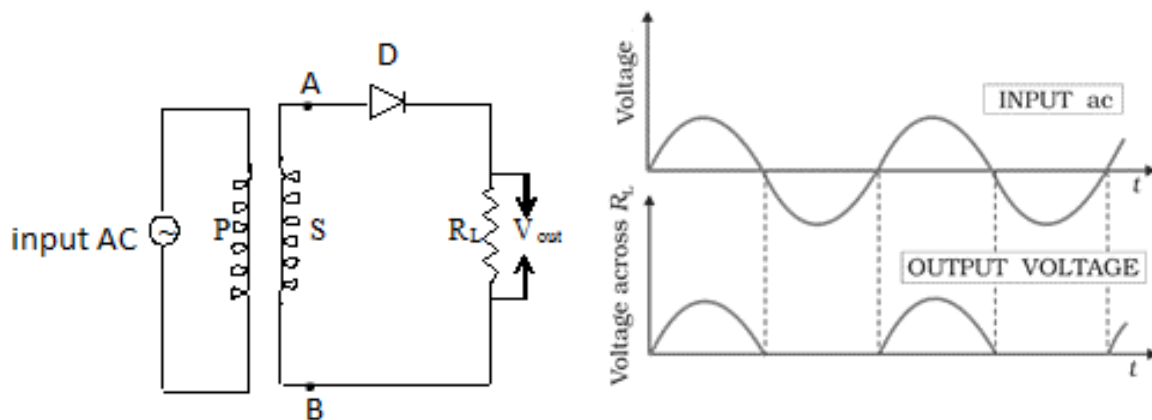 D
A
input AC
P
S
R_L
V_out
B
Voltage
INPUT ac
t
Voltage across R_L
OUTPUT VOLTAGE
t